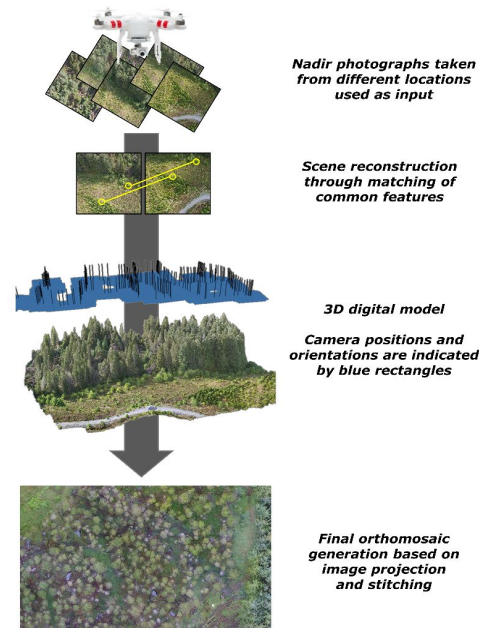 Nadir photographs taken
from different locations
used as input
Scene reconstruction
through matching of
common features
3D digital model
Camera positions and
orientations are indicated
by blue rectangles
Final orthomosaic
generation based on
image projection
and stitching